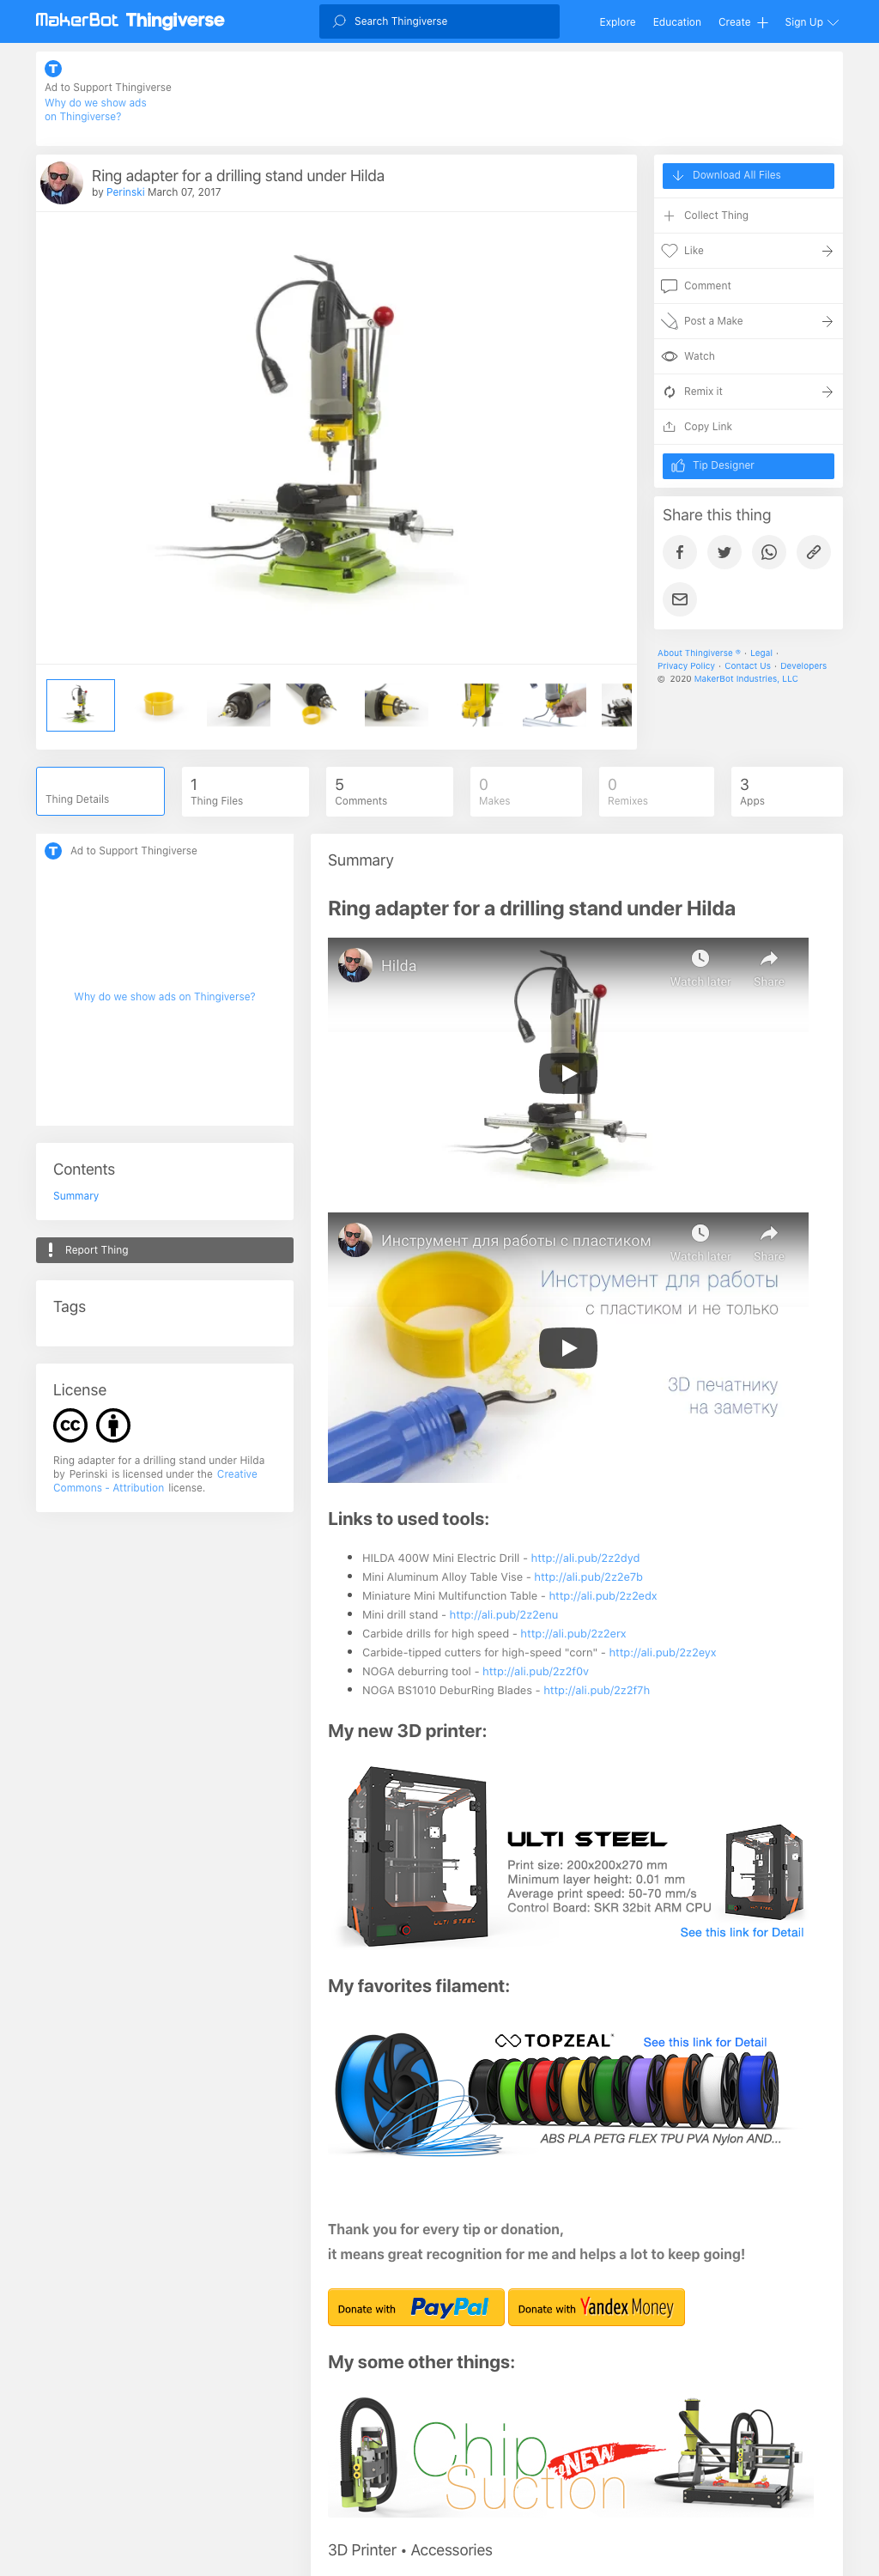 MakerBot Thingiverse
Search Thingiverse
Explore
Education
Create
Sign Up
Ad to Support Thingiverse
Why do we show ads
on Thingiverse?
Ring adapter for a drilling stand under Hilda
by Perinski March 07, 2017
Download All Files
Collect Thing
Like
Comment
Post a Make
Watch
Remix it
Copy Link
Tip Designer
Share this thing
About Thingiverse ® · Legal ·
Privacy Policy · Contact Us · Developers
© 2020 MakerBot Industries, LLC
Thing Details
1
Thing Files
5
Comments
0
Makes
0
Remixes
3
Apps
Ad to Support Thingiverse
Why do we show ads on Thingiverse?
Contents
Summary
Report Thing
Tags
License
cc
Ring adapter for a drilling stand under Hilda
by Perinski is licensed under the Creative
Commons - Attribution license.
Summary
Ring adapter for a drilling stand under Hilda
Hilda
Watch later
Share
Инструмент для работы с пластиком
Watch later
Share
Инструмент для работы
с пластиком и не только
3D печатнику
на заметку
Links to used tools:
HILDA 400W Mini Electric Drill - http://ali.pub/2z2dyd
Mini Aluminum Alloy Table Vise - http://ali.pub/2z2e7b
Miniature Mini Multifunction Table - http://ali.pub/2z2edx
Mini drill stand - http://ali.pub/2z2enu
Carbide drills for high speed - http://ali.pub/2z2erx
Carbide-tipped cutters for high-speed "corn" - http://ali.pub/2z2eyx
NOGA deburring tool - http://ali.pub/2z2f0v
NOGA BS1010 DeburRing Blades - http://ali.pub/2z2f7h
My new 3D printer:
ULTI STEEL
ULTI STEEL
Print size: 200x200x270 mm
Minimum layer height: 0.01 mm
Average print speed: 50-70 mm/s
Control Board: SKR 32bit ARM CPU
See this link for Detail
My favorites filament:
TOPZEAL
See this link for Detail
ABS PLA PETG FLEX TPU PVA Nylon AND...
Thank you for every tip or donation,
it means great recognition for me and helps a lot to keep going!
Donate with PayPal
Donate with Yandex Money
My some other things:
Chip
NEW
Suction
3D Printer • Accessories